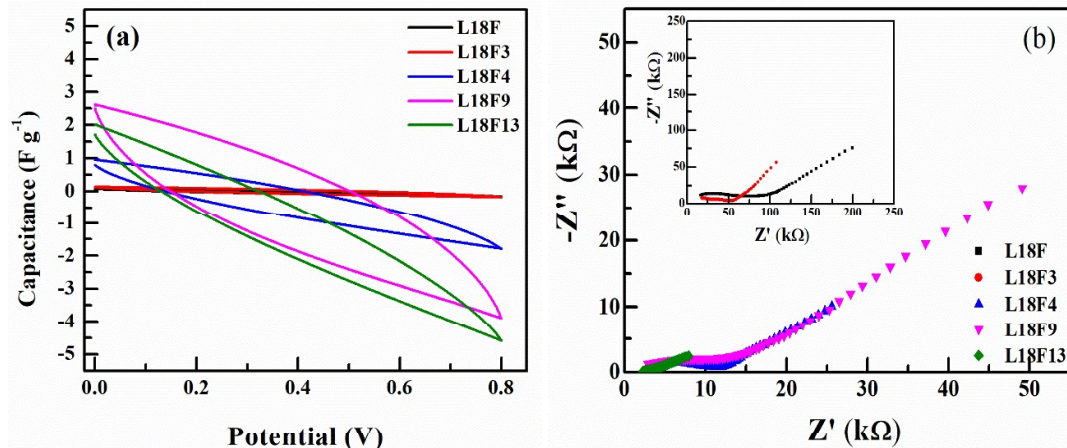 (a)
L18F
L18F3
L18F4
L18F9
L18F13
Capacitance (F g-1)
5
4
3
2
1
0
-1
-2
-3
-4
-5
0.0 0.2 0.4 0.6 0.8
Potential (V)
(b)
-Z'' (kΩ)
50
40
30
20
10
0
0 10 20 30 40 50
Z' (kΩ)
-Z'' (kΩ)
250
200
150
100
50
0
0 50 100 150 200 250
Z' (kΩ)
L18F
L18F3
L18F4
L18F9
L18F13